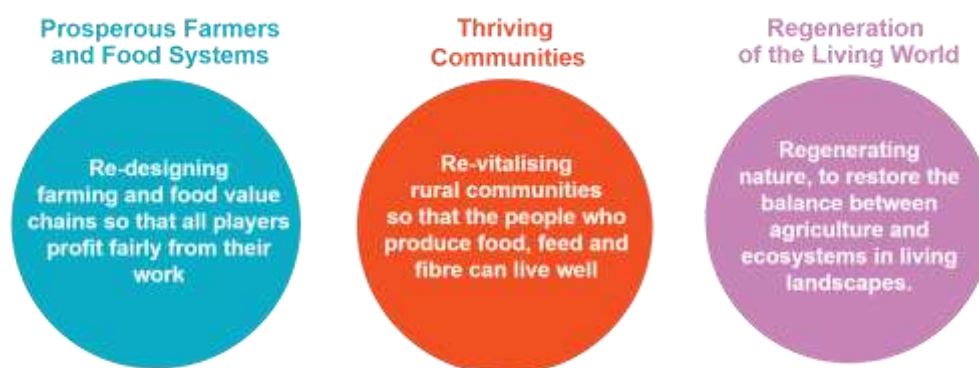 Prosperous Farmers
and Food Systems
Re-designing
farming and food value
chains so that all players
profit fairly from their
work
Thriving
Communities
Re-vitalising
rural communities
so that the people who
produce food, feed and
fibre can live well
Regeneration
of the Living World
Regenerating
nature, to restore the
balance between
agriculture and
ecosystems in living
landscapes.